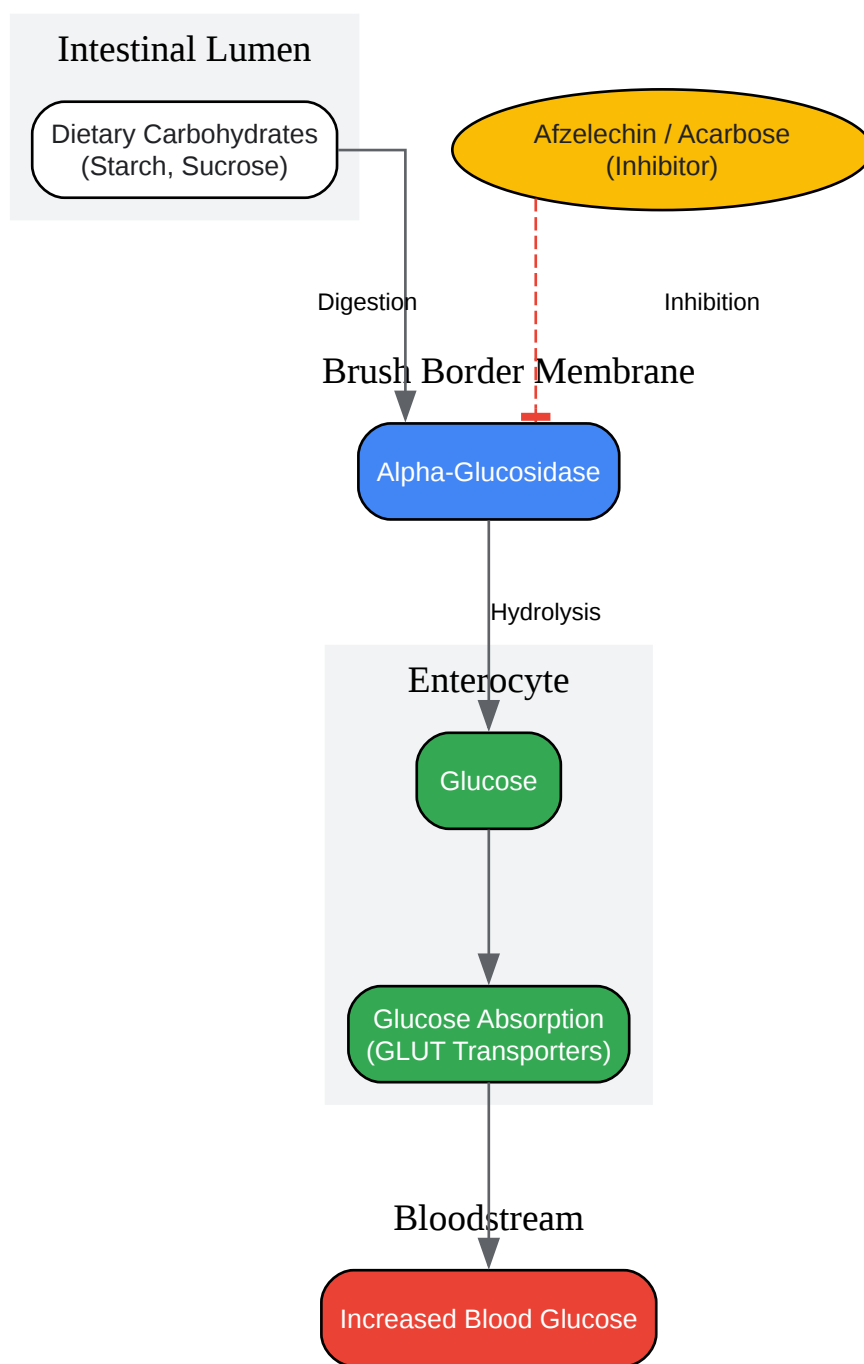 Intestinal Lumen
Dietary Carbohydrates
(Starch, Sucrose)
Afzelechin / Acarbose
(Inhibitor)
Digestion
Inhibition
Brush Border Membrane
Alpha-Glucosidase
Hydrolysis
Enterocyte
Glucose
Glucose Absorption
(GLUT Transporters)
Bloodstream
Increased Blood Glucose